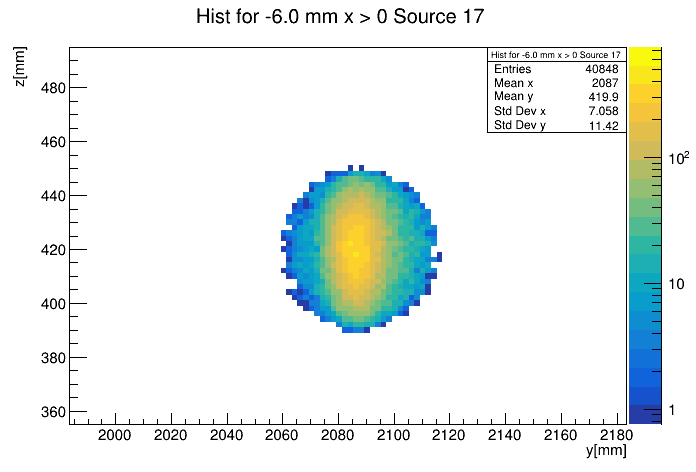 Hist for -6.0 mm x > 0 Source 17
z[mm]
Hist for -6.0 mm x > 0 Source 17
Entries 40848
Mean x 2087
Mean y 419.9
Std Dev x 7.058
Std Dev y 11.42
480
460
440
420
400
380
360
2000 2020 2040 2060 2080 2100 2120 2140 2160 2180
y[mm]
10²
10
1